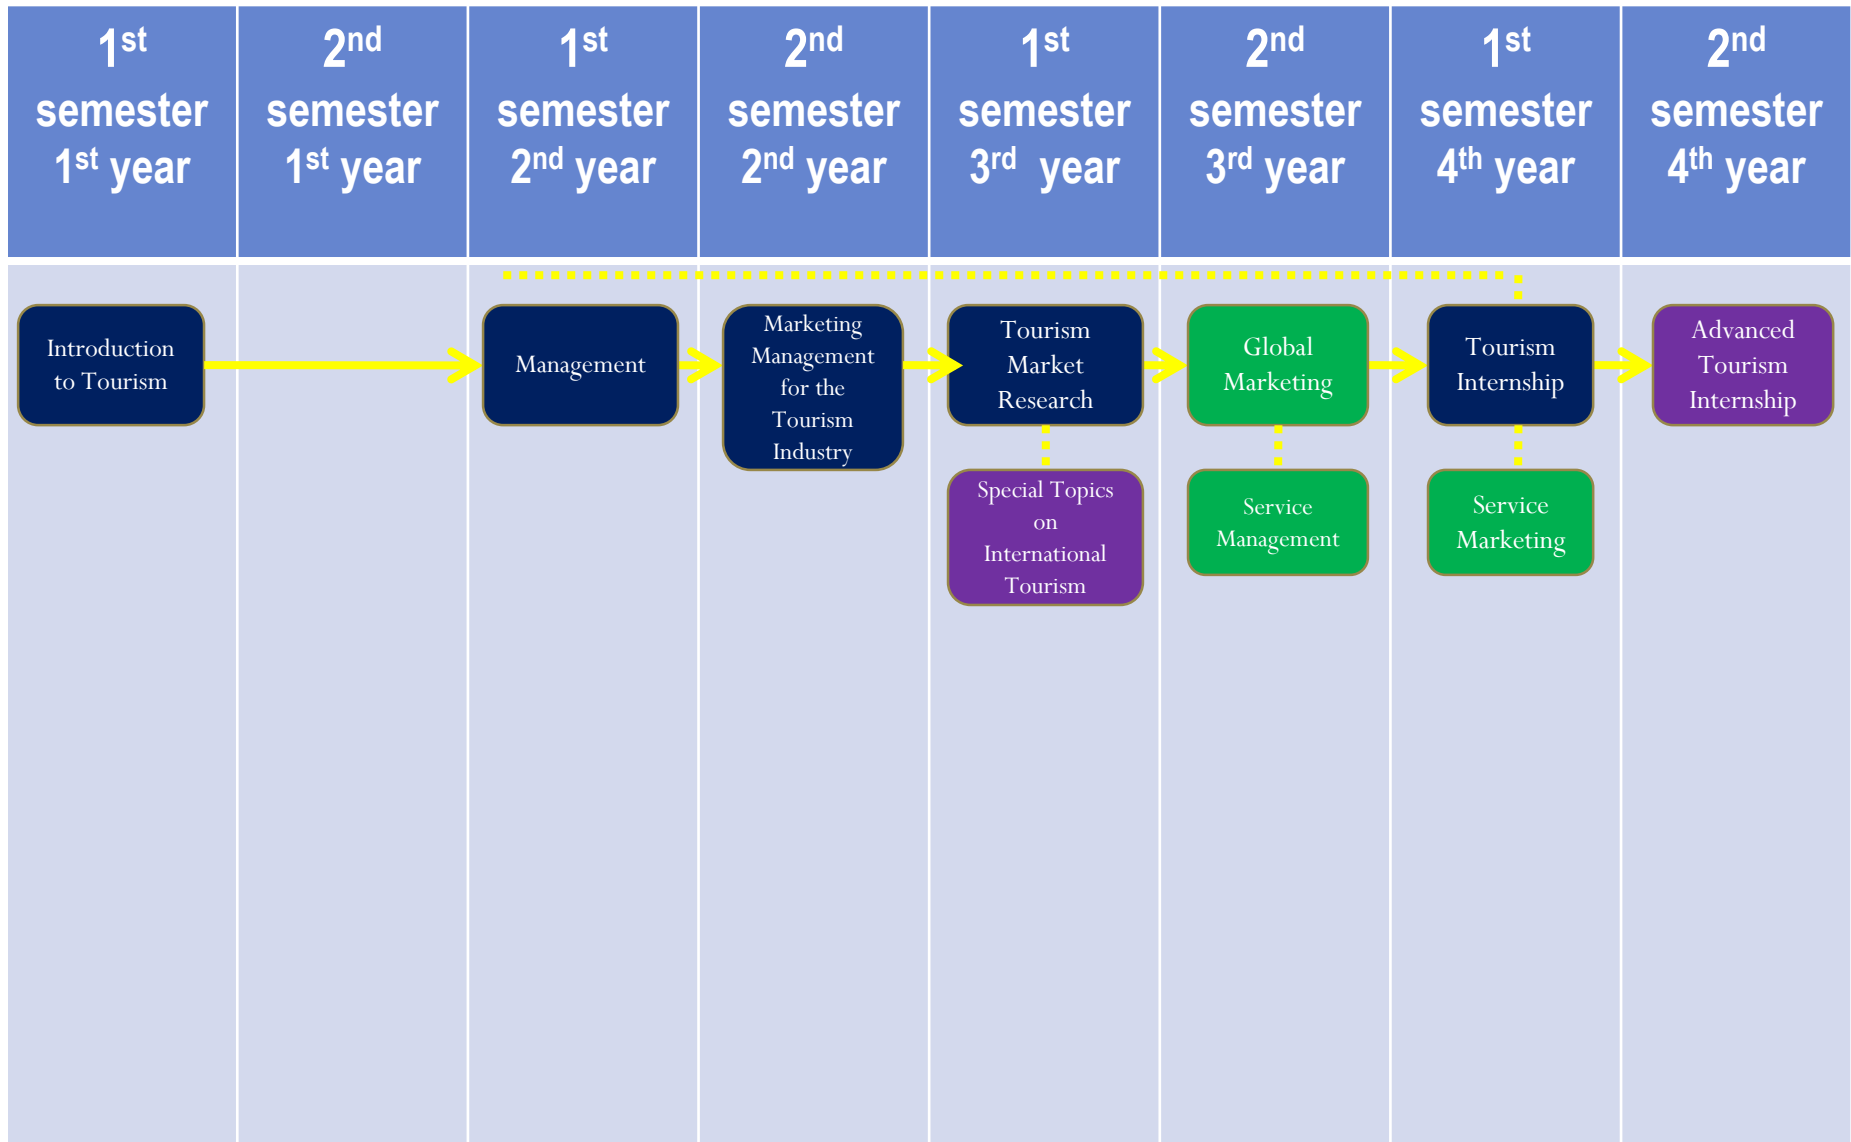 1st
semester
1st year
2nd
semester
1st year
1st
semester
2nd year
2nd
semester
2nd year
1st
semester
3rd year
2nd
semester
3rd year
1st
semester
4th year
2nd
semester
4th year
Introduction
to Tourism
Management
Marketing
Management
for the
Tourism
Industry
Tourism
Market
Research
Global
Marketing
Tourism
Internship
Advanced
Tourism
Internship
Special Topics
on
International
Tourism
Service
Management
Service
Marketing